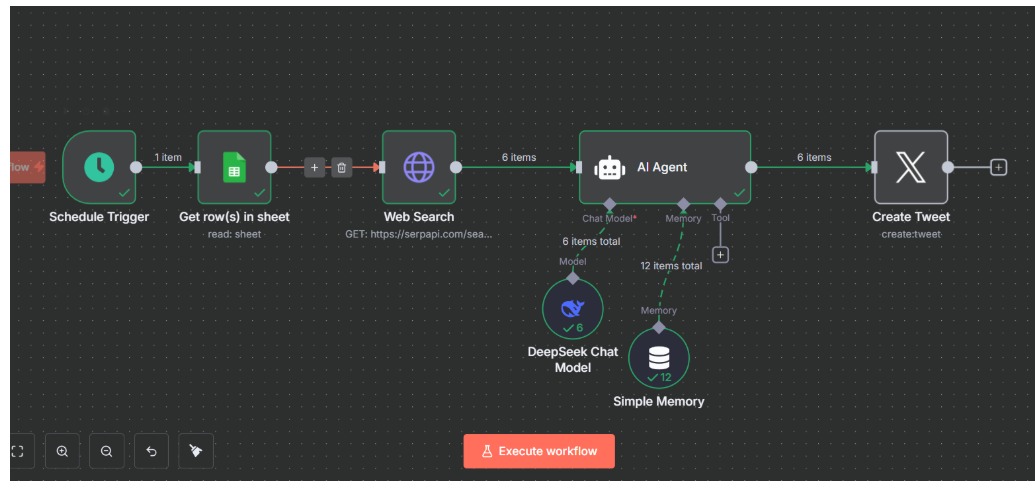 low
1 item
6 items
AI Agent
6 items
Schedule Trigger
Get row(s) in sheet
read: sheet
Web Search
GET: https://serpapi.com/sea...
Chat Model*
Memory
Tool
Create Tweet
create:tweet
6 items total
Model
12 items total
Memory
6
DeepSeek Chat
Model
12
Simple Memory
Execute workflow